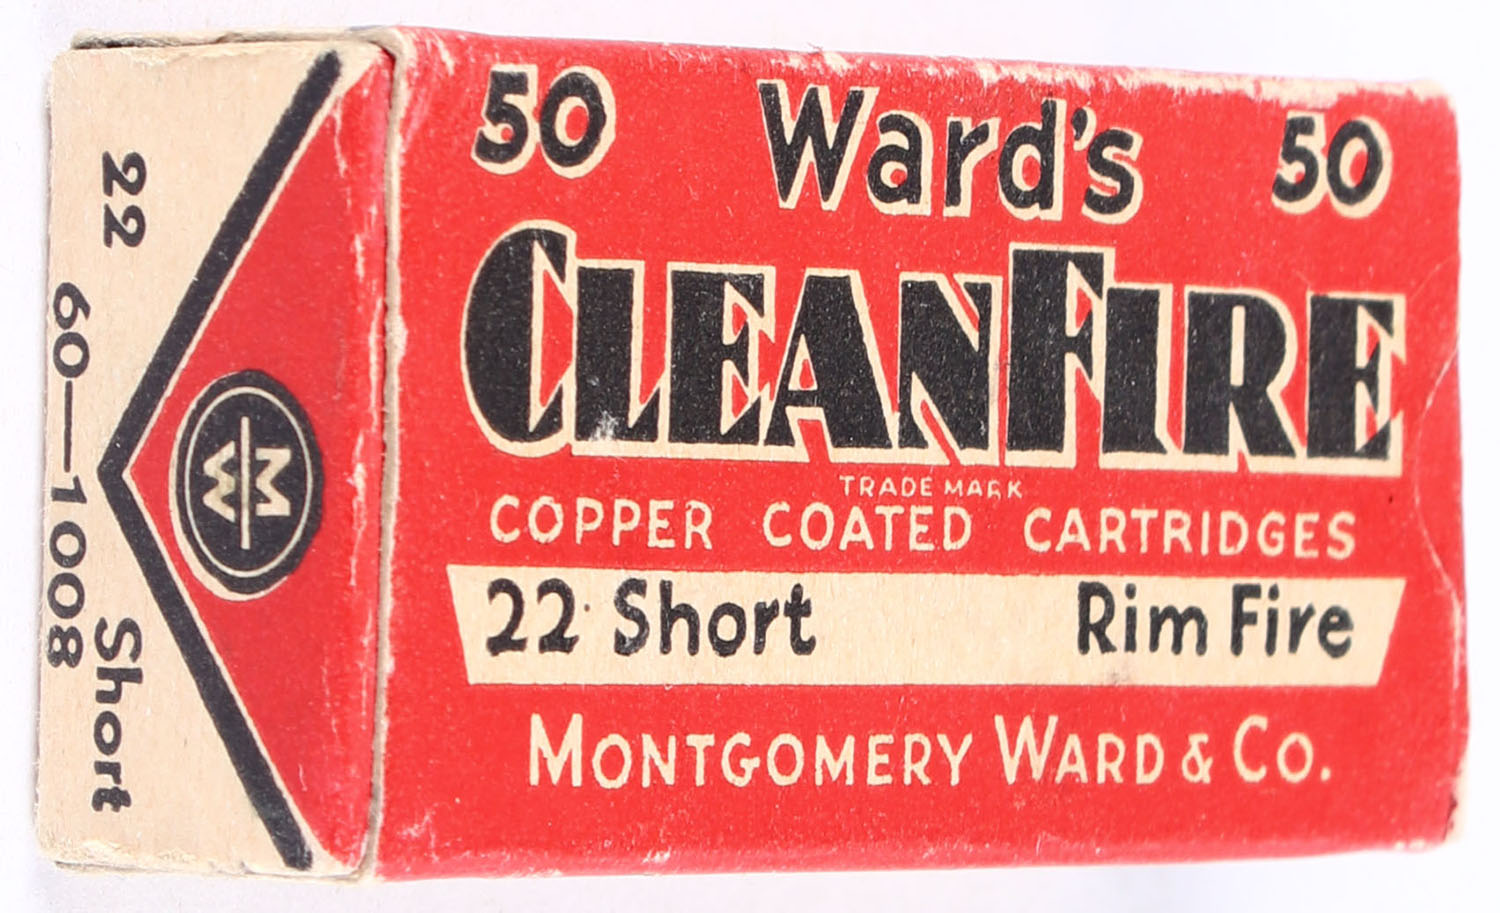 50 Ward's 50
CLEANFIRE
TRADE MARK
COPPER COATED CARTRIDGES
22 Short Rim Fire
MONTGOMERY WARD & CO.
22 Short
60—1008
M
W